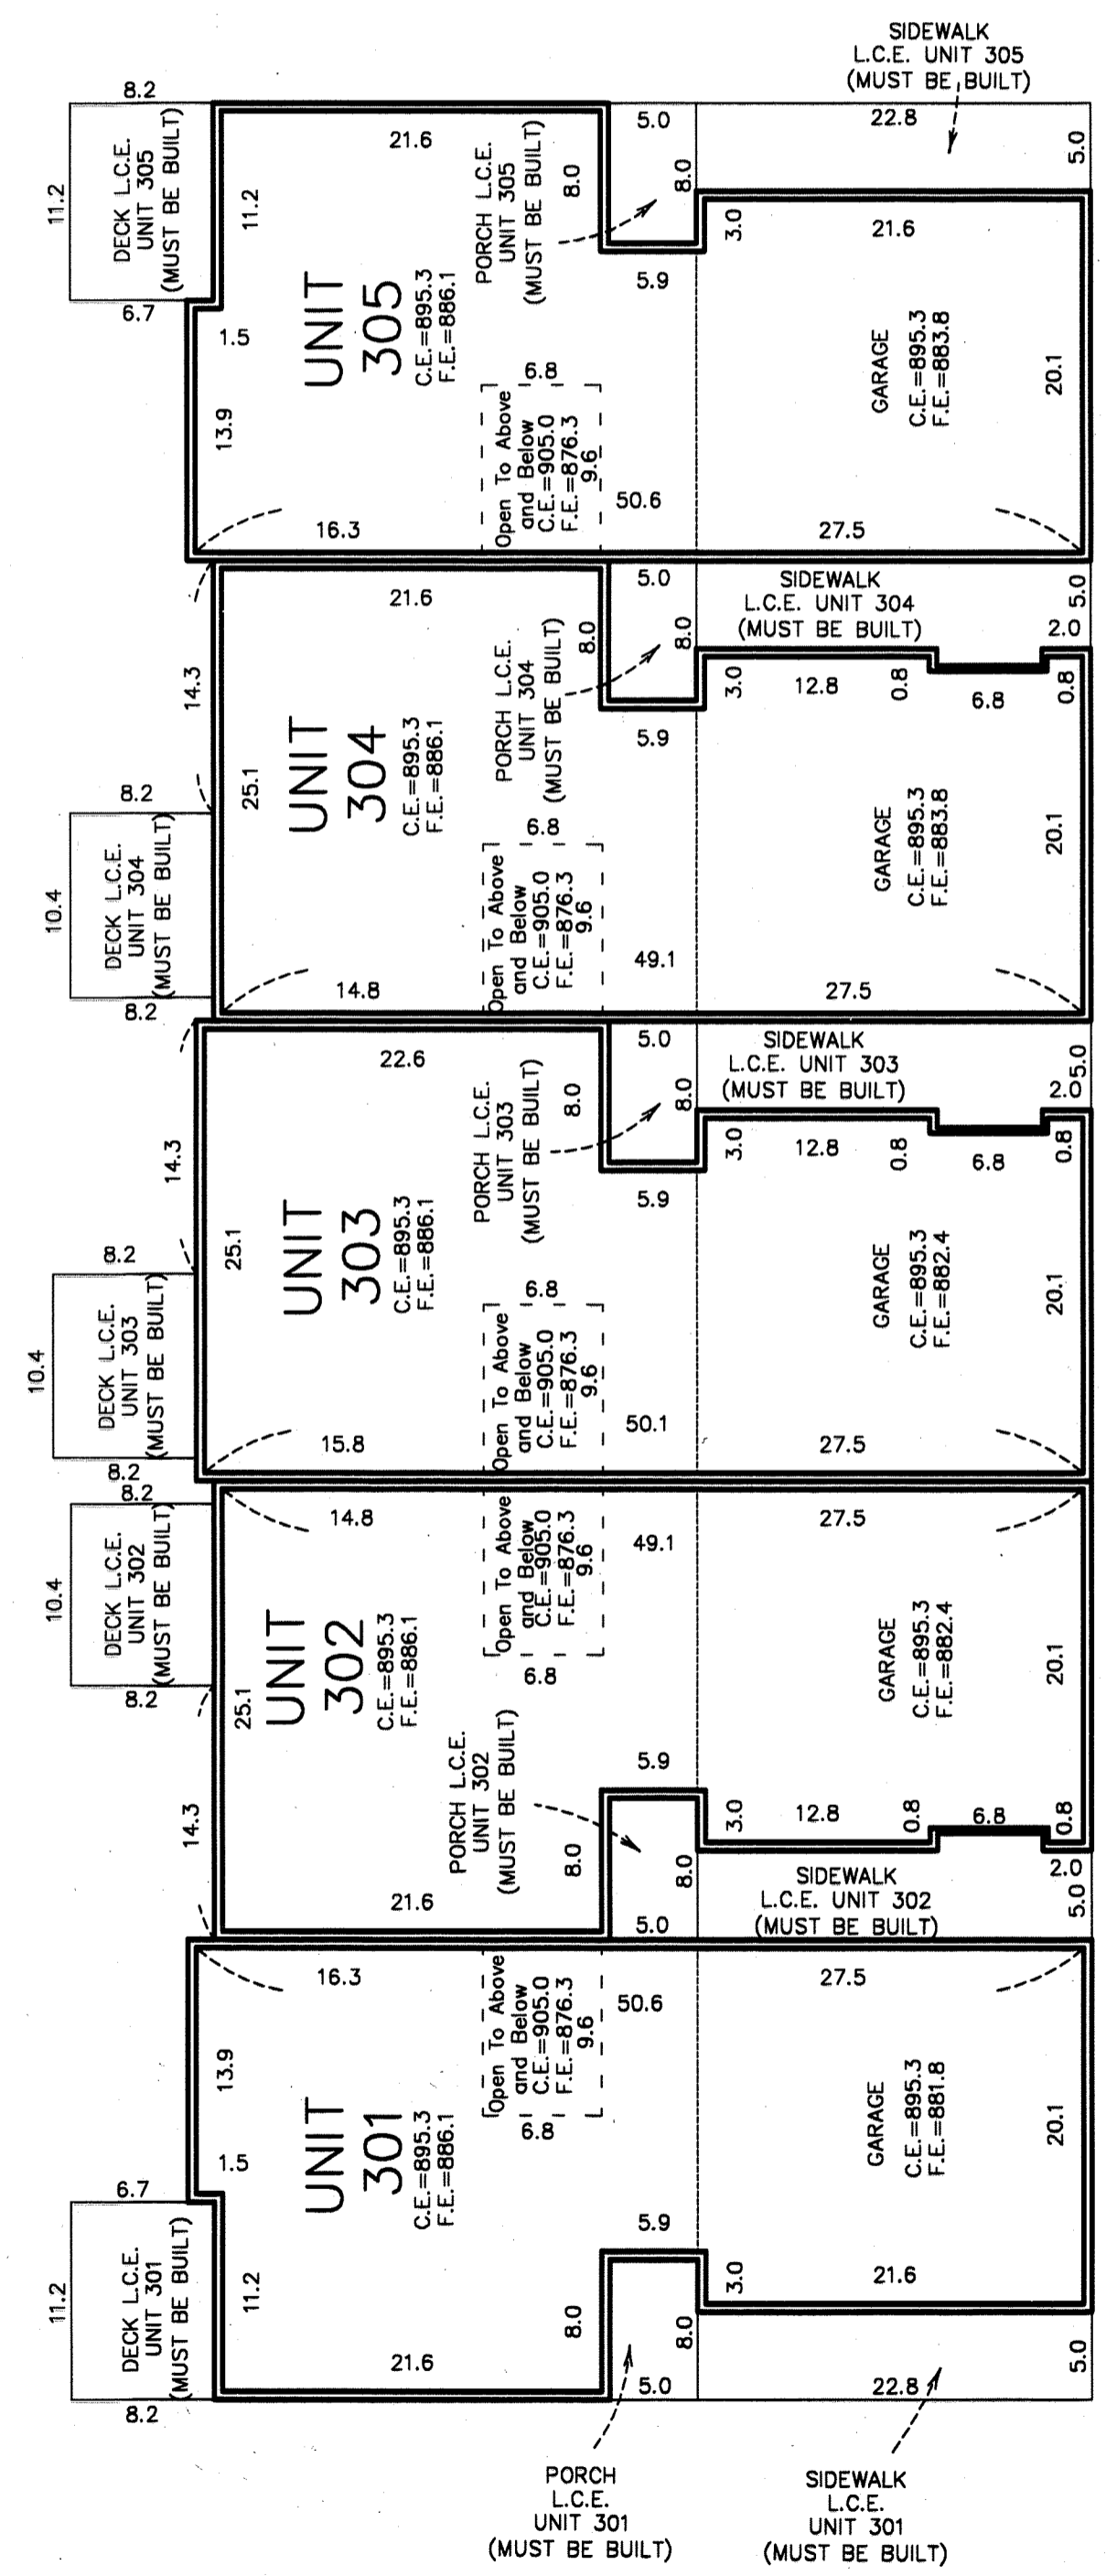 SIDEWALK
L.C.E. UNIT 305
(MUST BE BUILT)
8.2
11.2
DECK L.C.E.
UNIT 305
(MUST BE BUILT)
6.7
21.6
11.2
1.5
13.9
16.3
UNIT
305
C.E.=895.3
F.E.=886.1
PORCH L.C.E.
UNIT 305
(MUST BE BUILT)
8.0
5.0
8.0
5.9
6.8
Open To Above
and Below
C.E.=905.0
F.E.=876.3
9.6
50.6
22.8
5.0
3.0
21.6
GARAGE
C.E.=895.3
F.E.=883.8
20.1
27.5
14.3
8.2
10.4
DECK L.C.E.
UNIT 304
(MUST BE BUILT)
8.2
21.6
25.1
14.8
UNIT
304
C.E.=895.3
F.E.=886.1
PORCH L.C.E.
UNIT 304
(MUST BE BUILT)
8.0
5.0
8.0
5.9
6.8
Open To Above
and Below
C.E.=905.0
F.E.=876.3
9.6
49.1
SIDEWALK
L.C.E. UNIT 304
(MUST BE BUILT)
5.0
2.0
3.0
12.8
0.8
6.8
0.8
GARAGE
C.E.=895.3
F.E.=883.8
20.1
27.5
14.3
8.2
10.4
DECK L.C.E.
UNIT 303
(MUST BE BUILT)
8.2
22.6
25.1
15.8
UNIT
303
C.E.=895.3
F.E.=886.1
PORCH L.C.E.
UNIT 303
(MUST BE BUILT)
8.0
5.0
8.0
5.9
6.8
Open To Above
and Below
C.E.=905.0
F.E.=876.3
9.6
50.1
SIDEWALK
L.C.E. UNIT 303
(MUST BE BUILT)
5.0
2.0
3.0
12.8
0.8
6.8
0.8
GARAGE
C.E.=895.3
F.E.=882.4
20.1
27.5
8.2
10.4
DECK L.C.E.
UNIT 302
(MUST BE BUILT)
8.2
14.3
14.8
25.1
21.6
UNIT
302
C.E.=895.3
F.E.=886.1
Open To Above
and Below
C.E.=905.0
F.E.=876.3
9.6
6.8
49.1
PORCH L.C.E.
UNIT 302
(MUST BE BUILT)
8.0
5.9
8.0
5.0
27.5
GARAGE
C.E.=895.3
F.E.=882.4
20.1
3.0
12.8
0.8
6.8
0.8
2.0
5.0
SIDEWALK
L.C.E. UNIT 302
(MUST BE BUILT)
16.3
13.9
1.5
6.7
11.2
DECK L.C.E.
UNIT 301
(MUST BE BUILT)
8.2
11.2
21.6
UNIT
301
C.E.=895.3
F.E.=886.1
Open To Above
and Below
C.E.=905.0
F.E.=876.3
9.6
6.8
50.6
5.9
8.0
8.0
5.0
27.5
GARAGE
C.E.=895.3
F.E.=881.8
20.1
3.0
21.6
22.8
5.0
PORCH
L.C.E.
UNIT 301
(MUST BE BUILT)
SIDEWALK
L.C.E.
UNIT 301
(MUST BE BUILT)